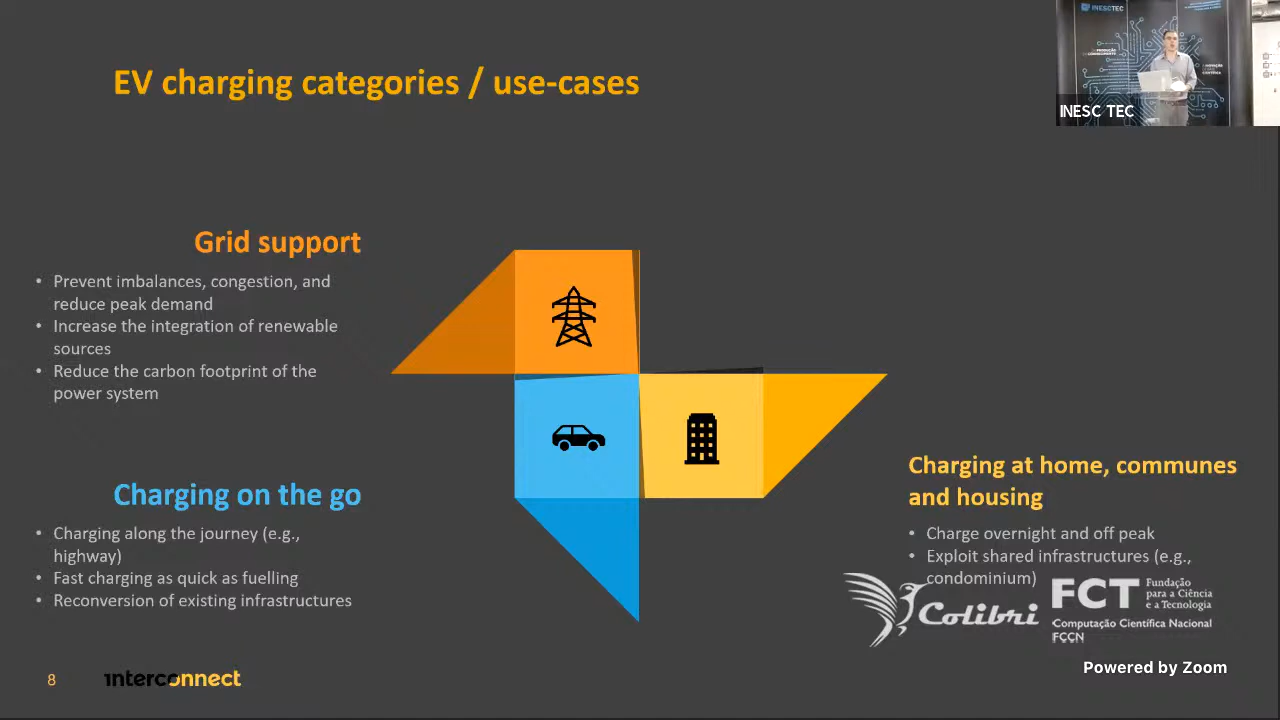 EV charging categories / use-cases
INESCTEC
INESC TEC
Grid support
• Prevent imbalances, congestion, and
reduce peak demand
• Increase the integration of renewable
sources
• Reduce the carbon footprint of the
power system
Charging on the go
• Charging along the journey (e.g.,
highway)
• Fast charging as quick as fuelling
• Reconversion of existing infrastructures
Charging at home, communes
and housing
• Charge overnight and off peak
• Exploit shared infrastructures (e.g.,
condominium)
Colibri
FCT Fundação
para a Ciência
e a Tecnologia
Computação Científica Nacional
FCCN
Powered by Zoom
8
interconnect